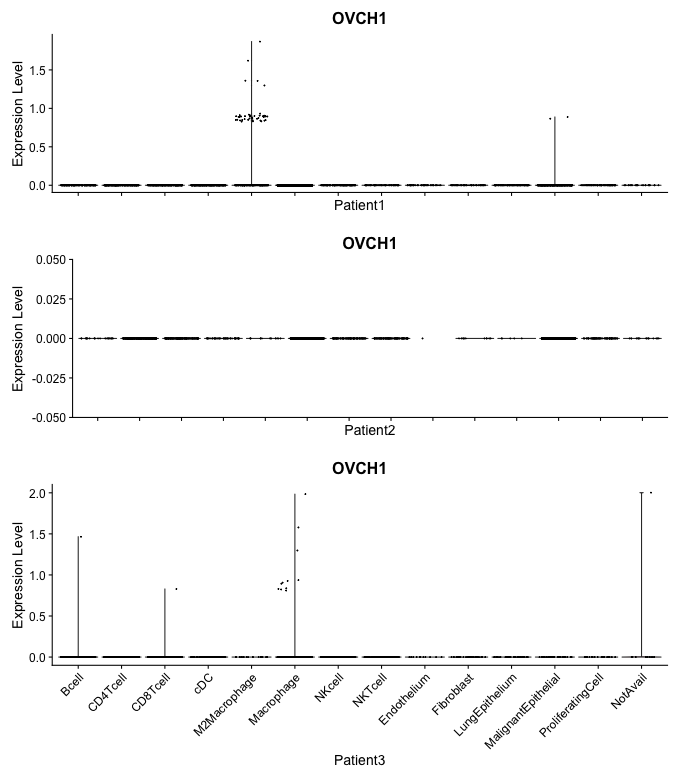 OVCH1
Expression Level
1.5
1.0
0.5
0.0
Patient1
OVCH1
Expression Level
0.050
0.025
0.000
-0.025
-0.050
Patient2
OVCH1
Expression Level
2.0
1.5
1.0
0.5
0.0
Bcell
CD4Tcell
CD8Tcell
cDC
M2Macrophage
Macrophage
NKcell
NKTcell
Endothelium
Fibroblast
LungEpithelium
MalignantEpithelial
ProliferatingCell
NotAvail
Patient3